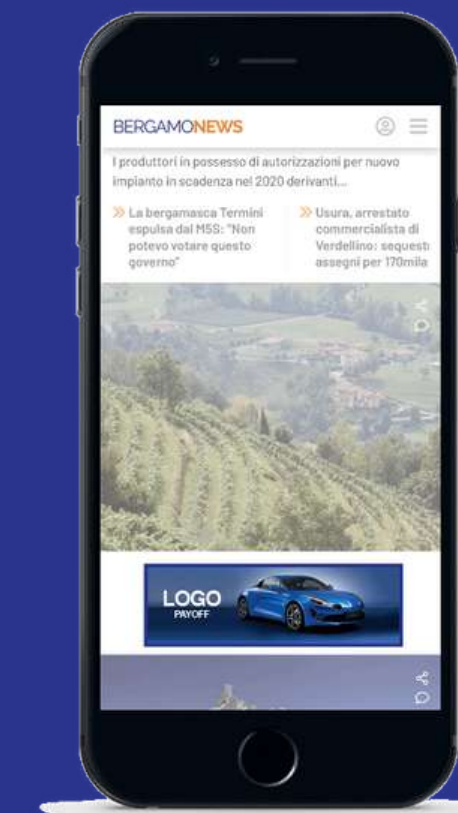 BERGAMONEWS
I produttori in possesso di autorizzazioni per nuovo
impianto in scadenza nel 2020 derivanti...
La bergamasca Termini
espulsa dal M5S: "Non
potevo votare questo
governo"
Usura, arrestato
commercialista di
Verdellino: sequest
assegni per 170mila
LOGO
PAYOFF